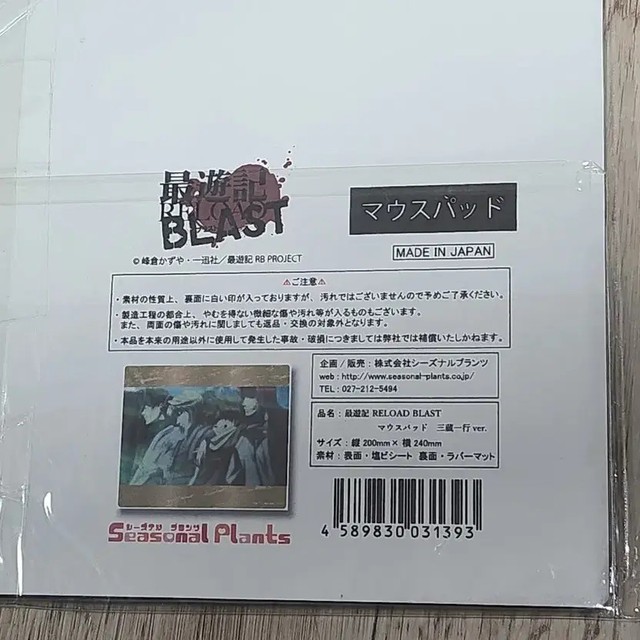 最遊記
RELOAD
BLAST
マウスパッド
© 峰倉かずや・一迅社／最遊記 RB PROJECT
MADE IN JAPAN
⚠ご注意⚠
・素材の性質上、裏面に白い印が入っておりますが、汚れではございませんので予めご了承ください。
・製造工程の都合上、やむを得ない微細な傷や汚れ等が入るものもございます。
また、両面の傷や汚れに関しましても返品・交換の対象外となります。
・本品を本来の用途以外に使用して発生した事故・破損につきましては弊社では補償いたしかねます。
企画 / 販売：株式会社シーズナルプランツ
web : http://www.seasonal-plants.co.jp/
TEL : 027-212-5494
品名：最遊記 RELOAD BLAST
マウスパッド 三蔵一行 ver.
サイズ：縦 200mm× 横 240mm
素材：表面・塩ビシート 裏面・ラバーマット
シーズナル プランツ
Seasonal Plants
4 589830 031393